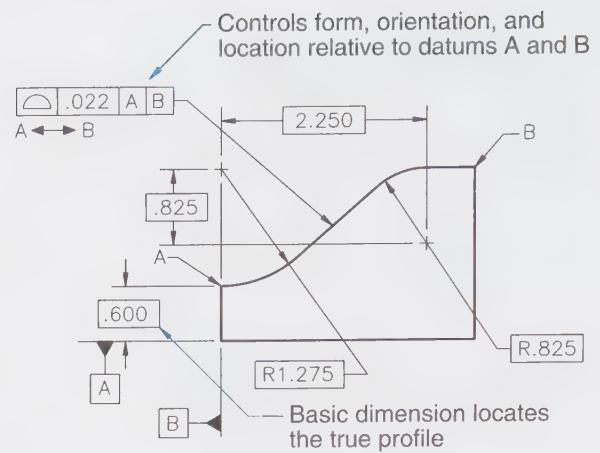 Controls form, orientation, and
location relative to datums A and B
.022 A B
A B
2.250
B
.825
A
.600
R1.275
R.825
A
B
Basic dimension locates
the true profile